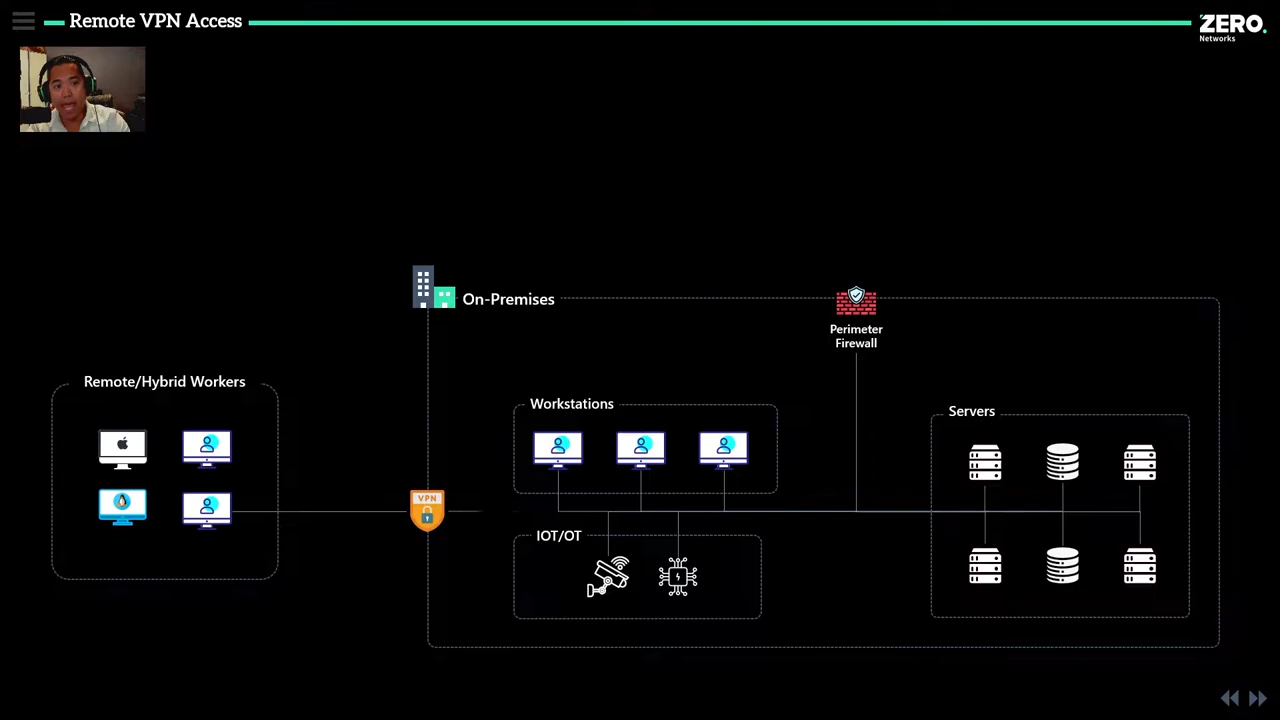 Remote VPN Access
ZERO.
Networks
On-Premises
Perimeter
Firewall
Remote/Hybrid Workers
Workstations
Servers
VPN
IOT/OT